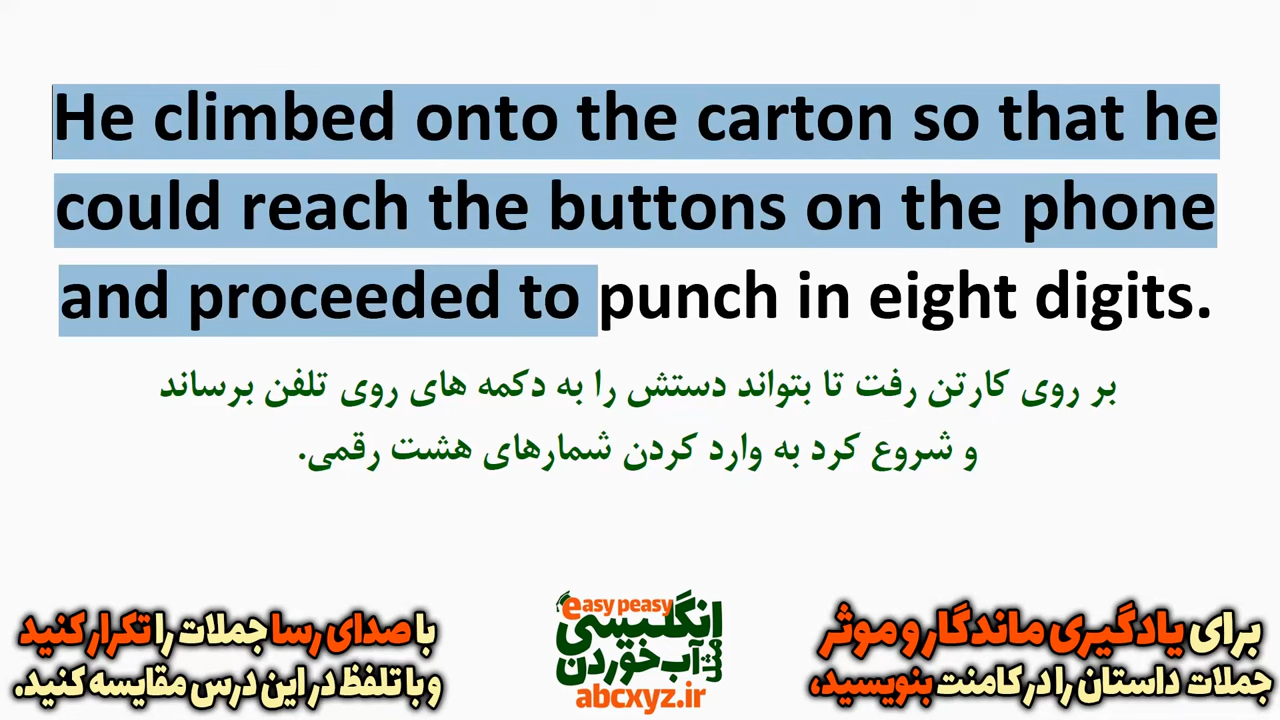 He climbed onto the carton so that he
could reach the buttons on the phone
and proceeded to punch in eight digits.
بر روی کارتن رفت تا بتواند دستش را به دکمه های روی تلفن برساند
و شروع کرد به وارد کردن شمارهای هشت رقمی.
برای یادگیری ماندگار و موثر
جملات داستان را در کامنت بنویسید،
با صدای رسا جملات را تکرار کنید
و با تلفظ در این درس مقایسه کنید.
easy peasy
انگلیسی
مثل آب خوردن
abcxyz.ir